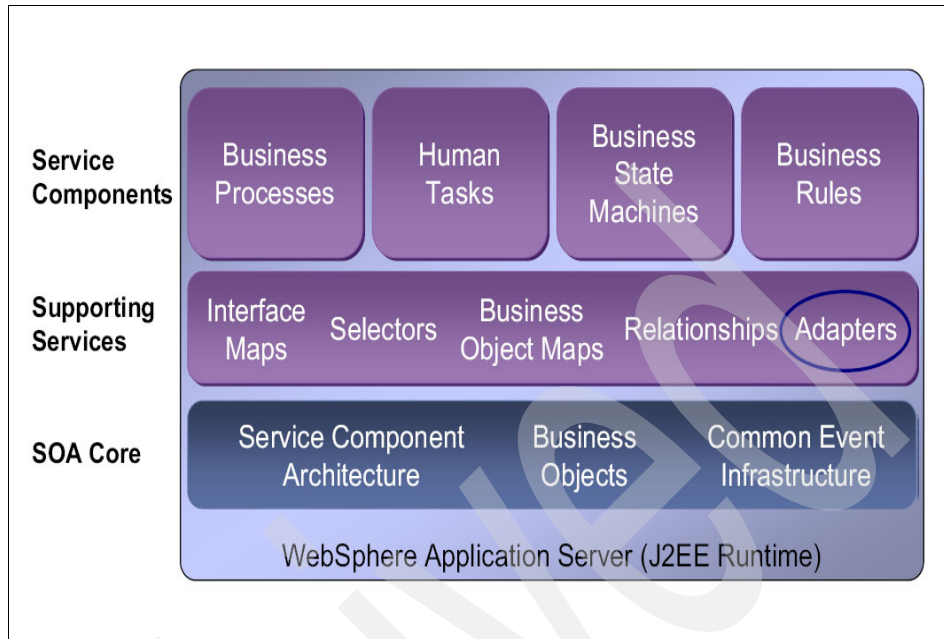 Service
Components
Business
Processes
Human
Tasks
Business
State
Machines
Business
Rules
Supporting
Services
Interface
Maps
Selectors
Business
Object Maps
Relationships
Adapters
SOA Core
Service Component
Architecture
Business
Objects
Common Event
Infrastructure
WebSphere Application Server (J2EE Runtime)